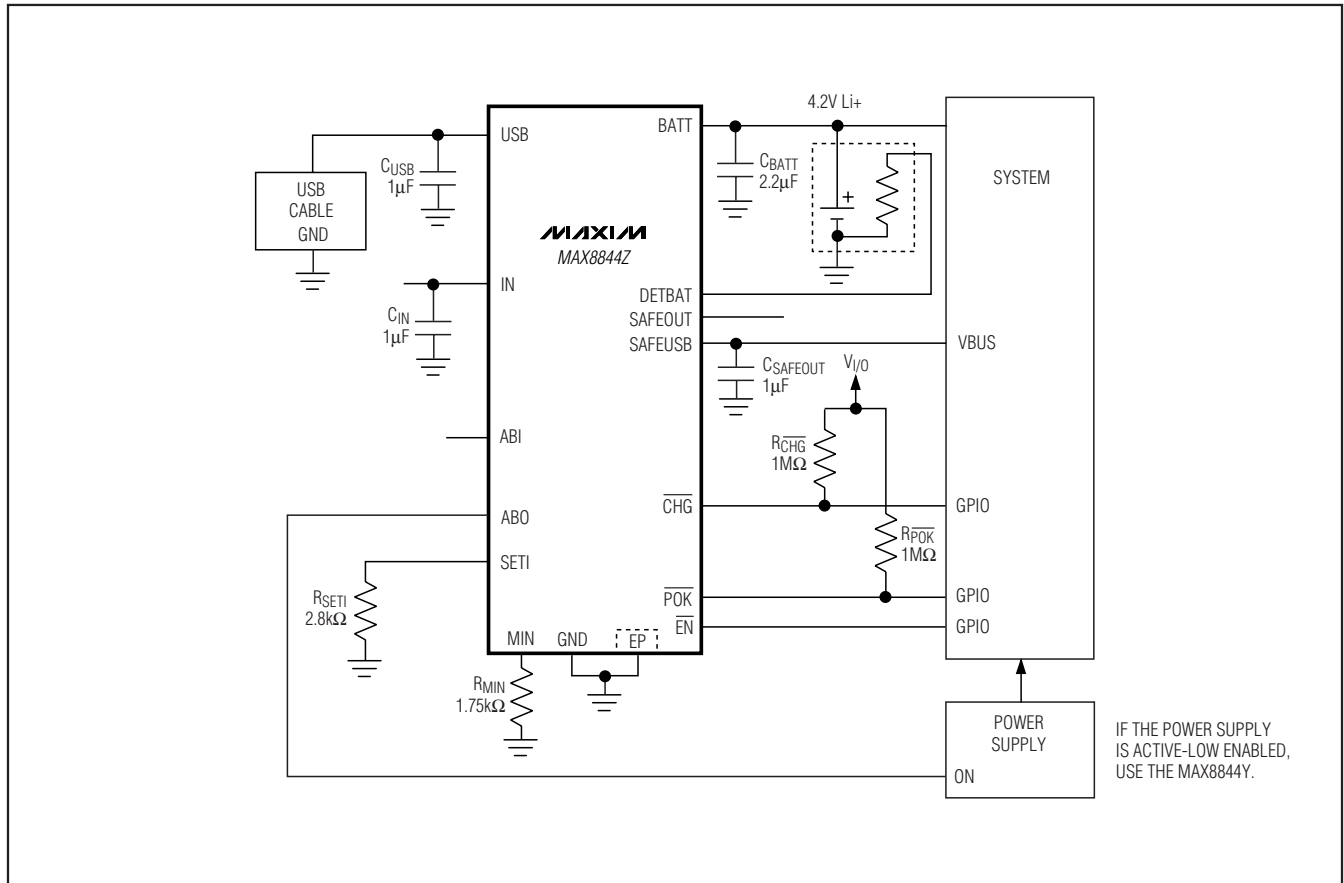 4.2V Li+
USB
BATT
CUSB
1µF
CBATT
2.2µF
SYSTEM
USB
CABLE
GND
MAXIM
MAX8844Z
+
IN
DETBAT
CIN
1µF
SAFEOUT
SAFEUSB
VBUS
CSAFEOUT
1µF
VI/O
ABI
RCHG
1MΩ
CHG
GPIO
ABO
RPOK
1MΩ
SETI
RSETI
2.8kΩ
POK
GPIO
EN
GPIO
MIN
GND
EP
RMIN
1.75kΩ
POWER
SUPPLY
ON
IF THE POWER SUPPLY
IS ACTIVE-LOW ENABLED,
USE THE MAX8844Y.